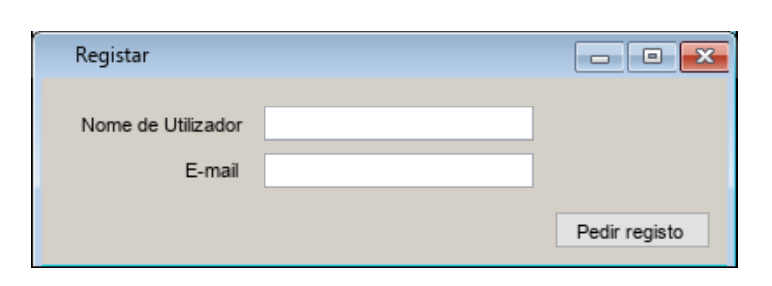 Registar
Nome de Utilizador
E-mail
Pedir registo